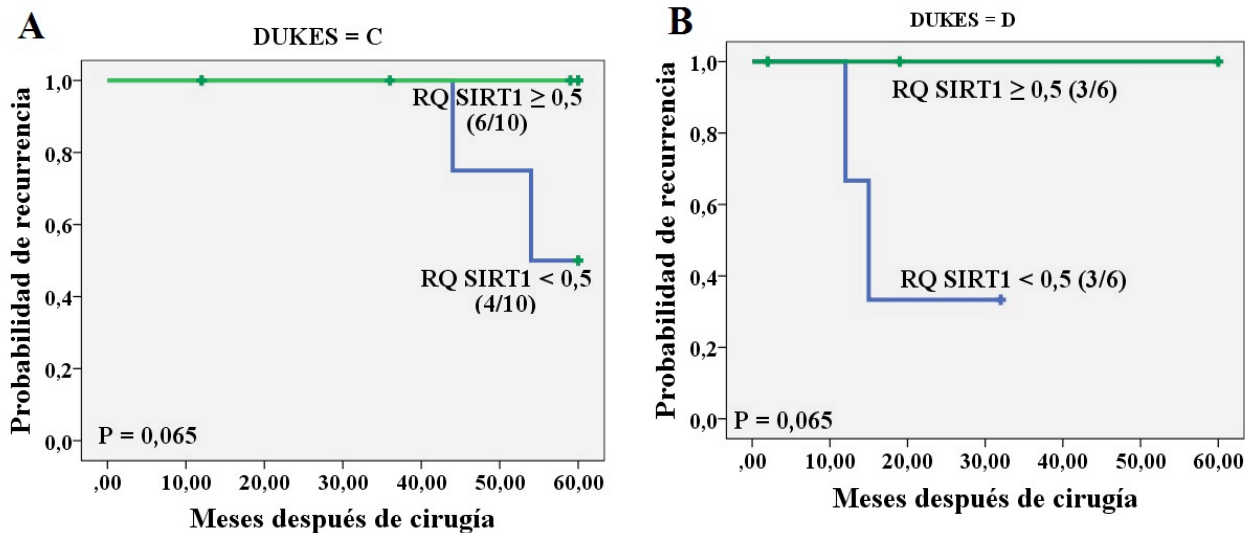 A
DUKES = C
Probabilidad de recurrencia
1,0
0,8
0,6
0,4
0,2
0,0
RQ SIRT1 ≥ 0,5
(6/10)
RQ SIRT1 < 0,5
(4/10)
P = 0,065
,00 10,00 20,00 30,00 40,00 50,00 60,00
Meses después de cirugía
B
DUKES = D
Probabilidad de recurrencia
1,0
0,8
0,6
0,4
0,2
0,0
RQ SIRT1 ≥ 0,5 (3/6)
RQ SIRT1 < 0,5 (3/6)
P = 0,065
,00 10,00 20,00 30,00 40,00 50,00 60,00
Meses después de cirugía